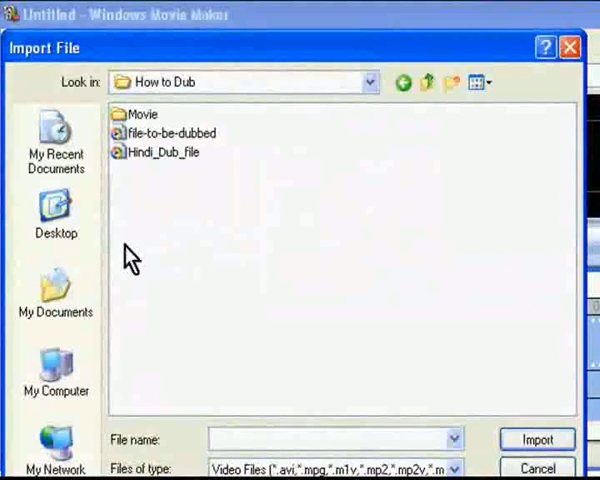 Untitled - Windows Movie Maker
Import File
Look in: How to Dub
Movie
file-to-be-dubbed
Hindi_Dub_file
My Recent
Documents
Desktop
My Documents
My Computer
My Network
File name:
Import
Files of type: Video Files (*.avi,*.mpg,*.m1v,*.mp2,*.mp2v,*.m
Cancel